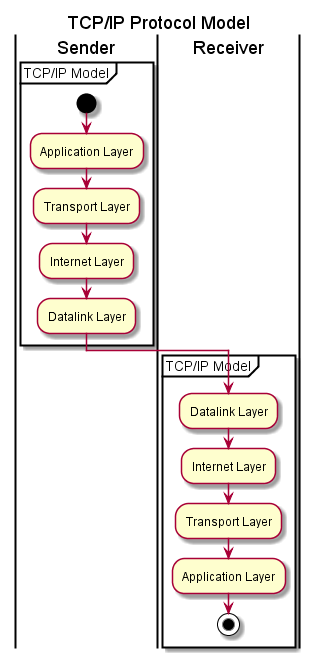 TCP/IP Protocol Model
Sender
Receiver
TCP/IP Model
Application Layer
Transport Layer
Internet Layer
Datalink Layer
TCP/IP Model
Datalink Layer
Internet Layer
Transport Layer
Application Layer